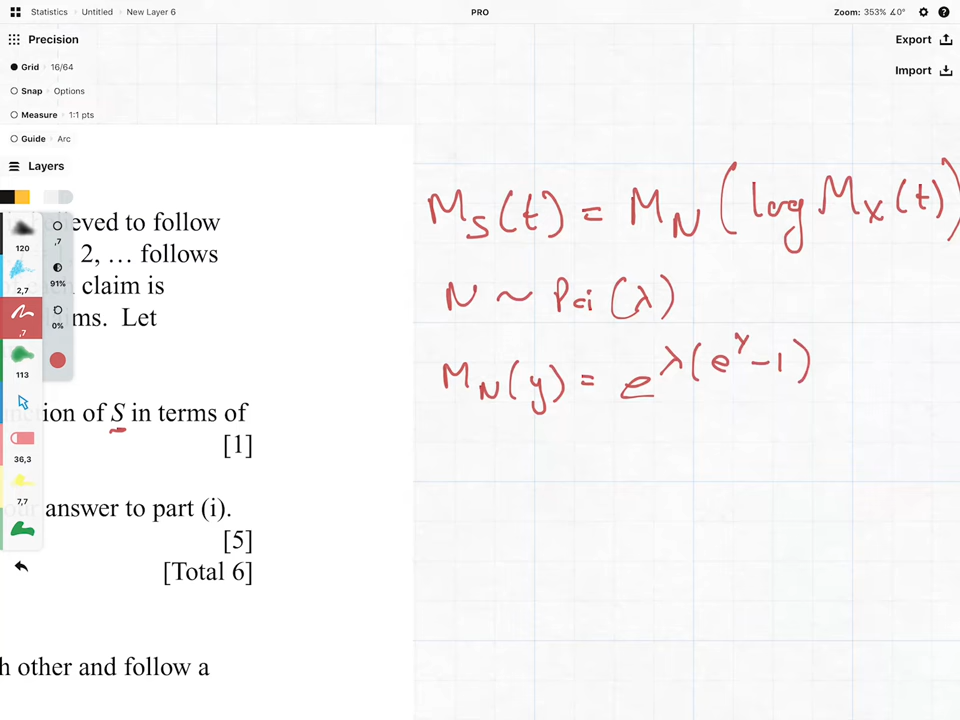 Statistics Untitled New Layer 6
PRO
Zoom: 353% ∡0°
Precision
Export
Grid 16/64
Import
Snap Options
Measure 1:1 pts
Guide Arc
Layers
to follow
2, … follows
claim is
Let
of S in terms of
[1]
answer to part (i).
[5]
[Total 6]
other and follow a
120
2,7
,7
113
36,3
7,7
,7
91%
0%
M_S(t) = M_N (log M_X(t)
N ~ Poi (λ)
M_N(y) = e^{λ(e^y - 1)}